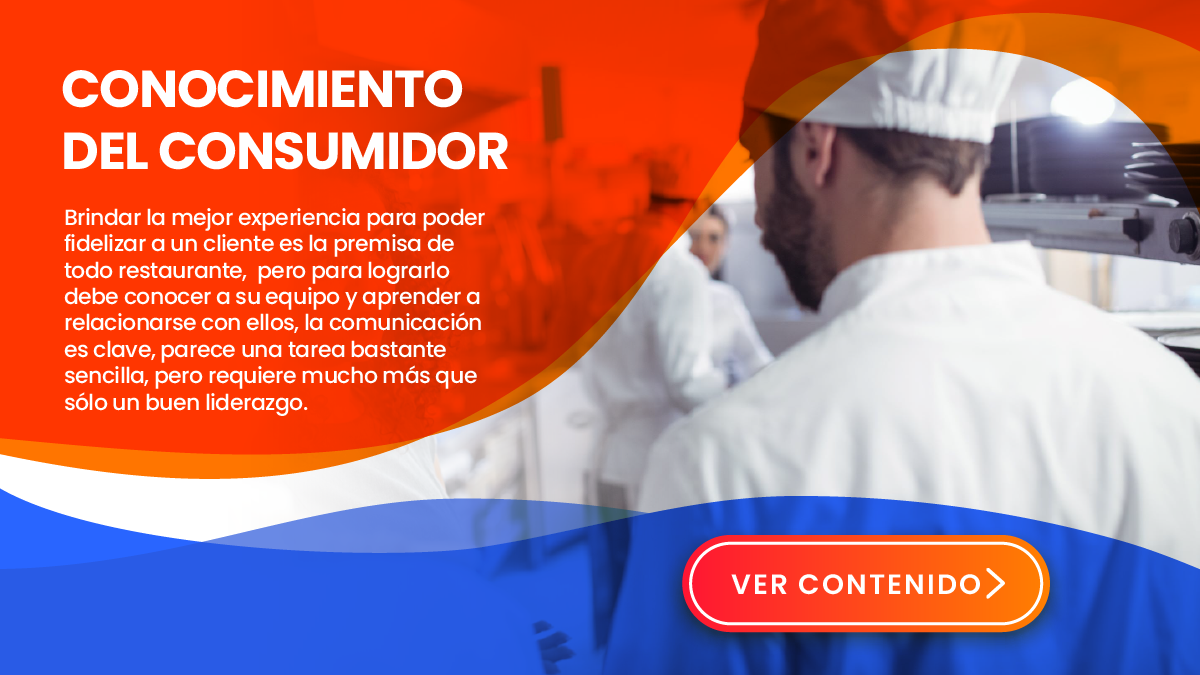 CONOCIMIENTO
DEL CONSUMIDOR
Brindar la mejor experiencia para poder
fidelizar a un cliente es la premisa de
todo restaurante,  pero para lograrlo
debe conocer a su equipo y aprender a
relacionarse con ellos, la comunicación
es clave, parece una tarea bastante
sencilla, pero requiere mucho más que
sólo un buen liderazgo.
VER CONTENIDO